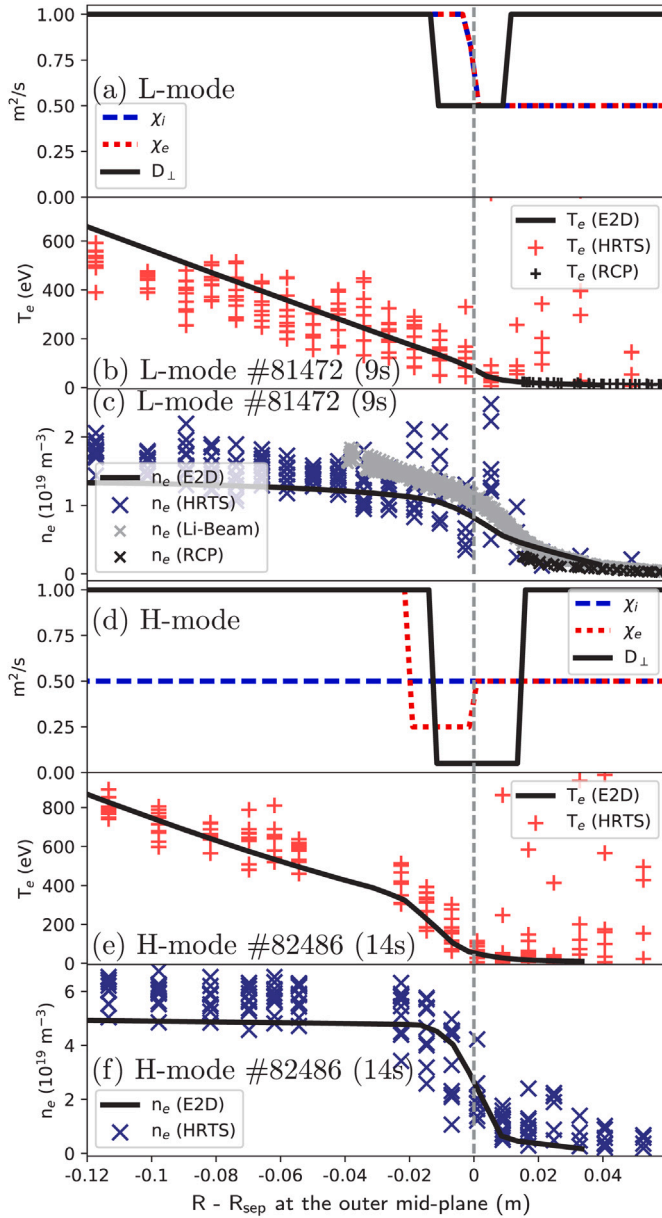 1.00
0.75
0.50
0.25
1.00
m²/s
(a) L-mode
χᵢ
χₑ
D⊥
600
400
200
0
Tₑ (eV)
Tₑ (E2D)
Tₑ (HRTS)
Tₑ (RCP)
(b) L-mode #81472 (9s)
(c) L-mode #81472 (9s)
2
1
0
nₑ (10¹⁹ m⁻³)
nₑ (E2D)
nₑ (HRTS)
nₑ (Li-Beam)
nₑ (RCP)
(d) H-mode
1.00
0.75
0.50
0.25
0.00
m²/s
χᵢ
χₑ
D⊥
800
600
400
200
0
Tₑ (eV)
Tₑ (E2D)
Tₑ (HRTS)
(e) H-mode #82486 (14s)
6
4
2
0
nₑ (10¹⁹ m⁻³)
(f) H-mode #82486 (14s)
nₑ (E2D)
nₑ (HRTS)
-0.12 -0.1 -0.08 -0.06 -0.04 -0.02 0 0.02 0.04
R - Rsep at the outer mid-plane (m)